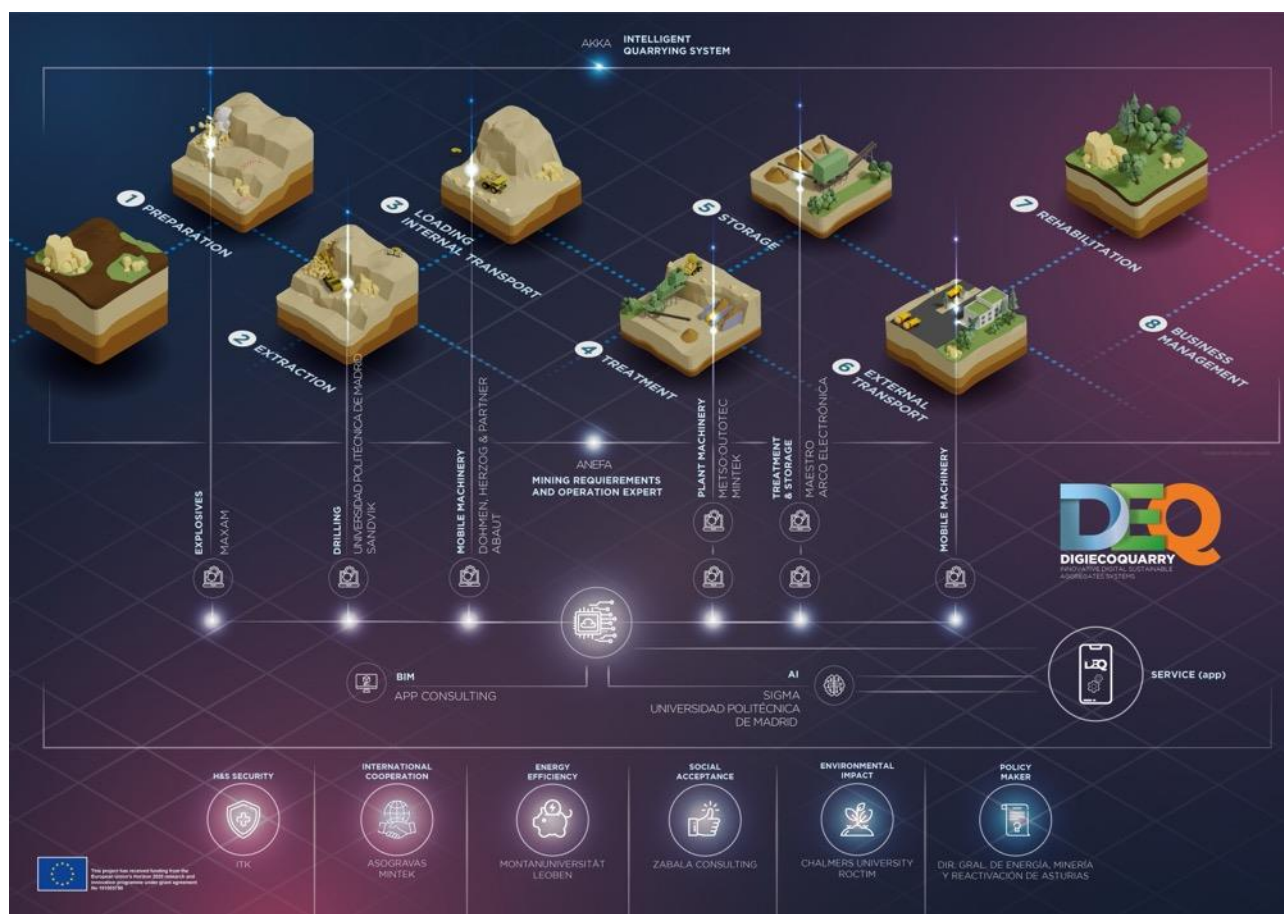 AKKA
INTELLIGENT
QUARRYING SYSTEM
1 PREPARATION
2 EXTRACTION
3 LOADING
INTERNAL TRANSPORT
4 TREATMENT
5 STORAGE
6 EXTERNAL
TRANSPORT
7 REHABILITATION
8 BUSINESS
MANAGEMENT
EXPLOSIVES
MAXAM
DRILLING
UNIVERSIDAD POLITÉCNICA DE MADRID
SANDVIK
MOBILE MACHINERY
DOHMEN, HERZOG & PARTNER
ABAUT
ANEFA
MINING REQUIEREMENTS
AND OPERATION EXPERT
PLANT MACHINERY
METSO:OUTOTEC
MINTEK
TREATMENT
& STORAGE
MAESTRO
ARCO ELECTRÓNICA
MOBILE MACHINERY
DEQ
DIGIECOQUARRY
INNOVATIVE DIGITAL SUSTAINABLE
AGGREGATES SYSTEMS
BIM
APP CONSULTING
AI
SIGMA
UNIVERSIDAD POLITÉCNICA
DE MADRID
DEQ
SERVICE (app)
H&S SECURITY
ITK
INTERNATIONAL
COOPERATION
ASOGRAVAS
MINTEK
ENERGY
EFFICIENCY
MONTANUNIVERSITÄT
LEOBEN
SOCIAL
ACCEPTANCE
ZABALA CONSULTING
ENVIRONMENTAL
IMPACT
CHALMERS UNIVERSITY
ROCTIM
POLICY
MAKER
DIR. GRAL. DE ENERGÍA, MINERÍA
Y REACTIVACIÓN DE ASTURIAS
This project has received funding from the
European Union's Horizon 2020 research and
innovative programme under grant agreement
No 101003750